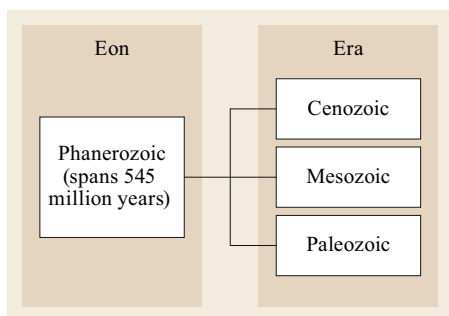 Eon
Era
Phanerozoic
(spans 545
million years)
Cenozoic
Mesozoic
Paleozoic